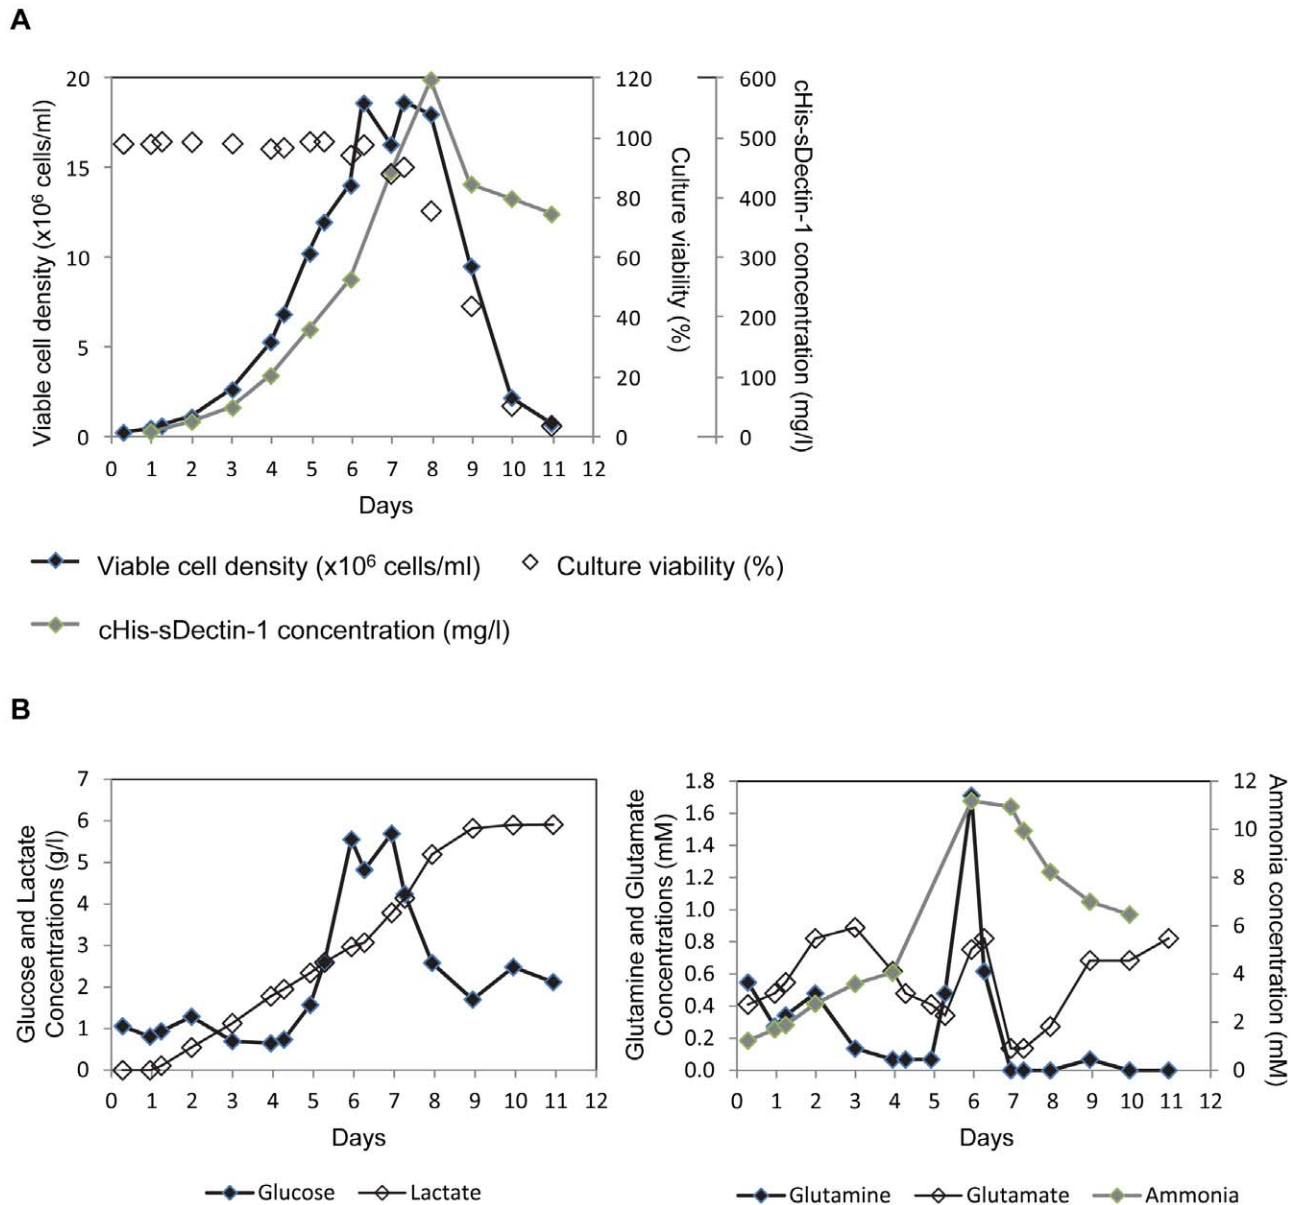 A
Viable cell density (x10⁶ cells/ml)
20
15
10
5
0
120
100
80
60
40
20
0
Culture viability (%)
600
500
400
300
200
100
0
cHis-sDectin-1 concentration (mg/l)
0 1 2 3 4 5 6 7 8 9 10 11 12
Days
Viable cell density (x10⁶ cells/ml)
Culture viability (%)
cHis-sDectin-1 concentration (mg/l)
B
Glucose and Lactate
Concentrations (g/l)
7
6
5
4
3
2
1
0
0 1 2 3 4 5 6 7 8 9 10 11 12
Days
Glucose Lactate
Glutamine and Glutamate
Concentrations (mM)
1.8
1.6
1.4
1.2
1.0
0.8
0.6
0.4
0.2
0.0
12
10
8
6
4
2
0
Ammonia concentration (mM)
0 1 2 3 4 5 6 7 8 9 10 11 12
Days
Glutamine Glutamate Ammonia